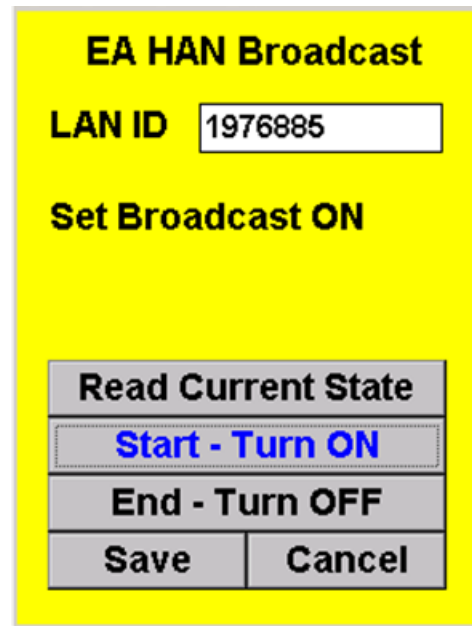 EA HAN Broadcast
LAN ID 1976885
Set Broadcast ON
Read Current State
Start - Turn ON
End - Turn OFF
Save Cancel